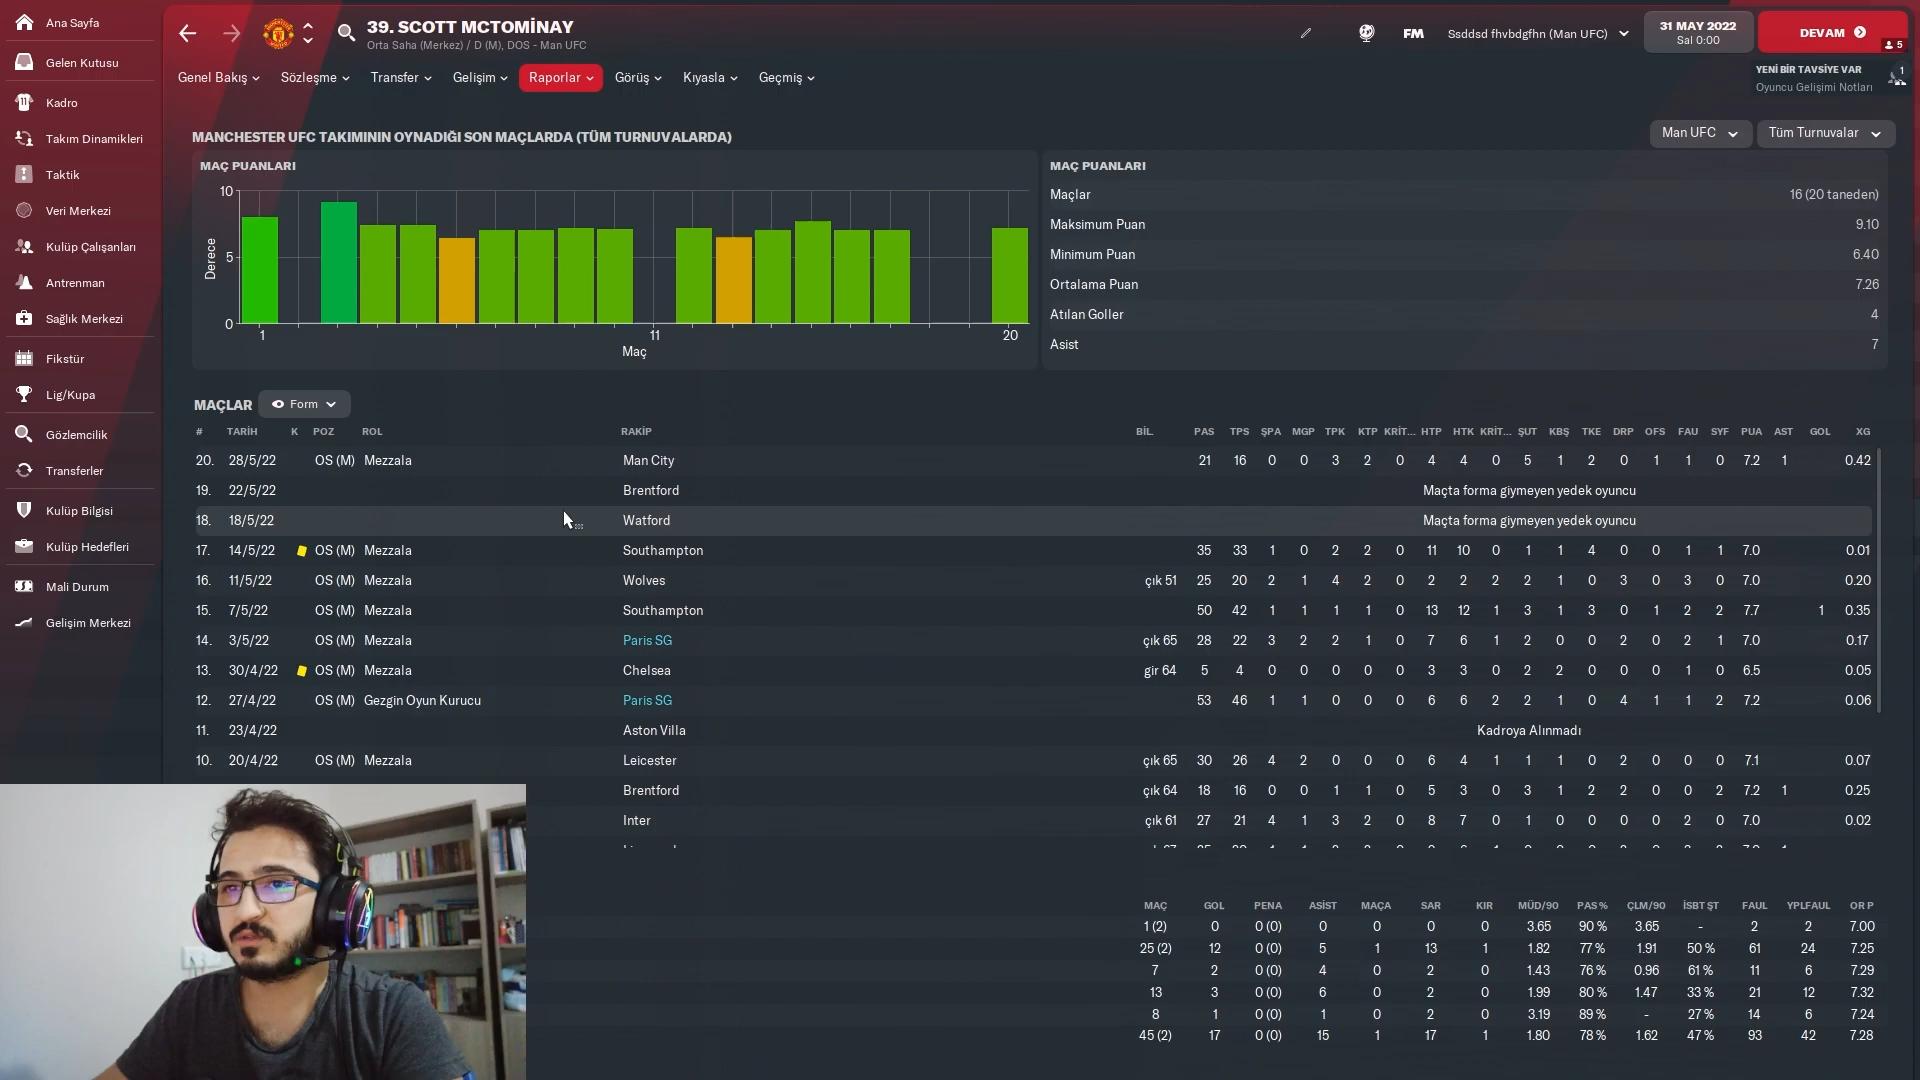 Ana Sayfa
Gelen Kutusu
Kadro
Takım Dinamikleri
Taktik
Veri Merkezi
Kulüp Çalışanları
Antrenman
Sağlık Merkezi
Fikstür
Lig/Kupa
Gözlemcilik
Transferler
Kulüp Bilgisi
Kulüp Hedefleri
Mali Durum
Gelişim Merkezi
39. SCOTT MCTOMİNAY
Orta Saha (Merkez) / D (M), DOS - Man UFC
FM
Ssddsd fhvbdgfhn (Man UFC)
31 MAY 2022
Sal 0:00
DEVAM
5
Genel Bakış Sözleşme Transfer Gelişim Raporlar Görüş Kıyasla Geçmiş
YENİ BİR TAVSİYE VAR
Oyuncu Gelişimi Notları
1
MANCHESTER UFC TAKIMININ OYNADIĞI SON MAÇLARDA (TÜM TURNUVALARDA)
Man UFC Tüm Turnuvalar
MAÇ PUANLARI
10
5
0
Derece
1 11 20
Maç
MAÇ PUANLARI
Maçlar 16 (20 taneden)
Maksimum Puan 9.10
Minimum Puan 6.40
Ortalama Puan 7.26
Atılan Goller 4
Asist 7
MAÇLAR Form
# TARİH K POZ ROL RAKİP BİL. PAS TPS ŞPA MGP TPK KTP KRİT... HTP HTK KRİT... ŞUT KBŞ TKE DRP OFS FAU SYF PUA AST GOL XG
20. 28/5/22 OS (M) Mezzala Man City 21 16 0 0 3 2 0 4 4 0 5 1 2 0 1 1 0 7.2 1 0.42
19. 22/5/22 Brentford Maçta forma giymeyen yedek oyuncu
18. 18/5/22 Watford Maçta forma giymeyen yedek oyuncu
17. 14/5/22 OS (M) Mezzala Southampton 35 33 1 0 2 2 0 11 10 0 1 1 4 0 0 1 1 7.0 0.01
16. 11/5/22 OS (M) Mezzala Wolves çık 51 25 20 2 1 4 2 0 2 2 2 2 1 0 3 0 3 0 7.0 0.20
15. 7/5/22 OS (M) Mezzala Southampton 50 42 1 1 1 1 0 13 12 1 3 1 3 0 1 2 2 7.7 1 0.35
14. 3/5/22 OS (M) Mezzala Paris SG çık 65 28 22 3 2 2 1 0 7 6 1 2 0 0 2 0 2 1 7.0 0.17
13. 30/4/22 OS (M) Mezzala Chelsea gir 64 5 4 0 0 0 0 0 3 3 0 2 2 0 0 0 1 0 6.5 0.05
12. 27/4/22 OS (M) Gezgin Oyun Kurucu Paris SG 53 46 1 1 0 0 0 6 6 2 2 1 0 4 1 1 2 7.2 0.06
11. 23/4/22 Aston Villa Kadroya Alınmadı
10. 20/4/22 OS (M) Mezzala Leicester çık 65 30 26 4 2 0 0 0 6 4 1 1 1 0 2 0 0 0 7.1 0.07
Brentford çık 64 18 16 0 0 1 1 0 5 3 0 3 1 2 2 0 0 2 7.2 1 0.25
Inter çık 61 27 21 4 1 3 2 0 8 7 0 1 0 0 0 0 2 0 7.0 0.02
MAÇ GOL PENA ASİST MAÇA SAR KIR MÜD/90 PAS % ÇLM/90 İSBT ŞT FAUL YPLFAUL OR P
1 (2) 0 0 (0) 0 0 0 0 3.65 90 % 3.65 - 2 2 7.00
25 (2) 12 0 (0) 5 1 13 1 1.82 77 % 1.91 50 % 61 24 7.25
7 2 0 (0) 4 0 2 0 1.43 76 % 0.96 61 % 11 6 7.29
13 3 0 (0) 6 0 2 0 1.99 80 % 1.47 33 % 21 12 7.32
8 1 0 (0) 1 0 2 0 3.19 89 % - 27 % 14 6 7.24
45 (2) 17 0 (0) 15 1 17 1 1.80 78 % 1.62 47 % 93 42 7.28